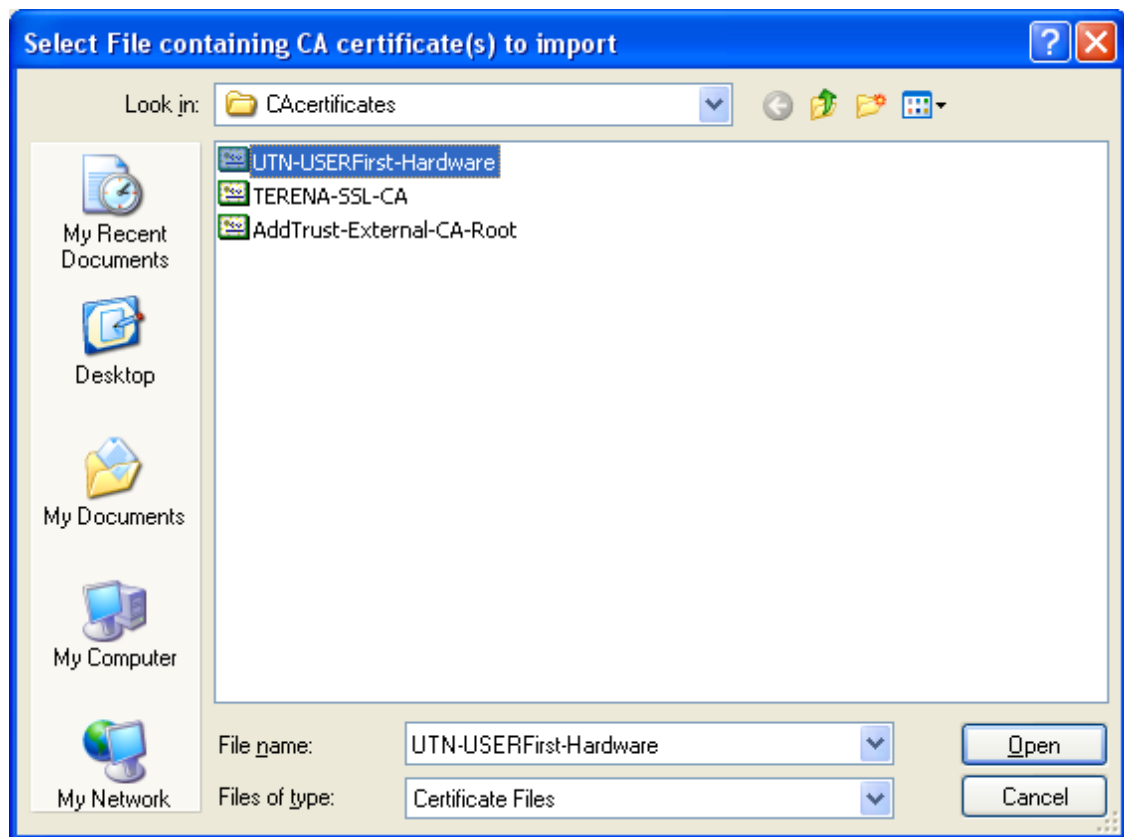 Select File containing CA certificate(s) to import
Look in: CAcertificates
UTN-USERFirst-Hardware
TERENA-SSL-CA
AddTrust-External-CA-Root
My Recent
Documents
Desktop
My Documents
My Computer
My Network
File name: UTN-USERFirst-Hardware Open
Files of type: Certificate Files Cancel